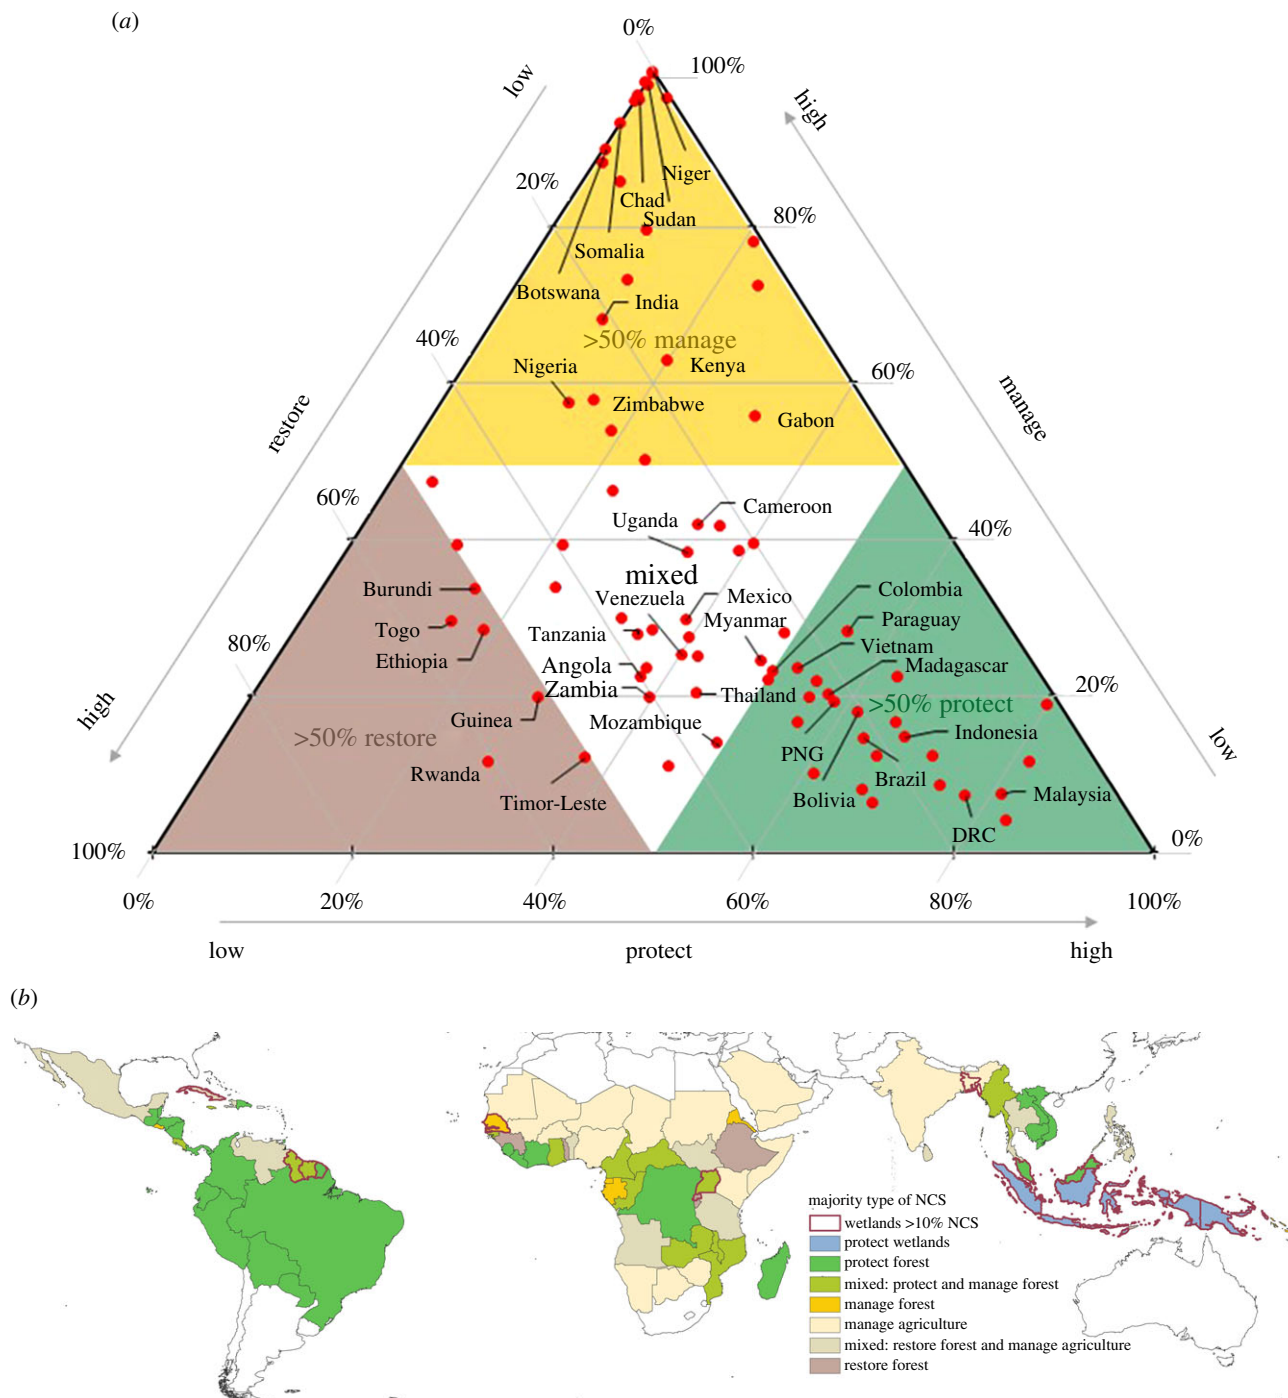 (a)
0%
100%
low
high
Niger
20%
Chad
80%
Sudan
Somalia
Botswana
India
40%
>50% manage
Nigeria
Kenya
60%
manage
restore
Zimbabwe
Gabon
60%
Cameroon
Uganda
40%
mixed
Burundi
Venezuela
Mexico
Colombia
Togo
Tanzania
Myanmar
Paraguay
Ethiopia
Vietnam
80%
Angola
Madagascar
Zambia
Thailand
20%
high
Guinea
Mozambique
>50% protect
low
>50% restore
PNG
Indonesia
Rwanda
Brazil
Timor-Leste
Bolivia
Malaysia
DRC
100%
0%
0%
20%
40%
60%
80%
100%
low
protect
high
(b)
majority type of NCS
wetlands >10% NCS
protect wetlands
protect forest
mixed: protect and manage forest
manage forest
manage agriculture
mixed: restore forest and manage agriculture
restore forest